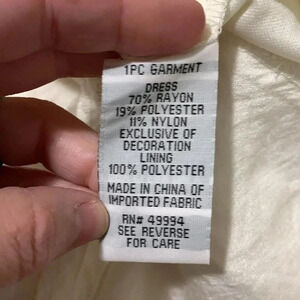 1PC GARMENT
DRESS
70% RAYON
19% POLYESTER
11% NYLON
EXCLUSIVE OF
DECORATION
LINING
100% POLYESTER
MADE IN CHINA OF
IMPORTED FABRIC
RN# 49994
SEE REVERSE
FOR CARE